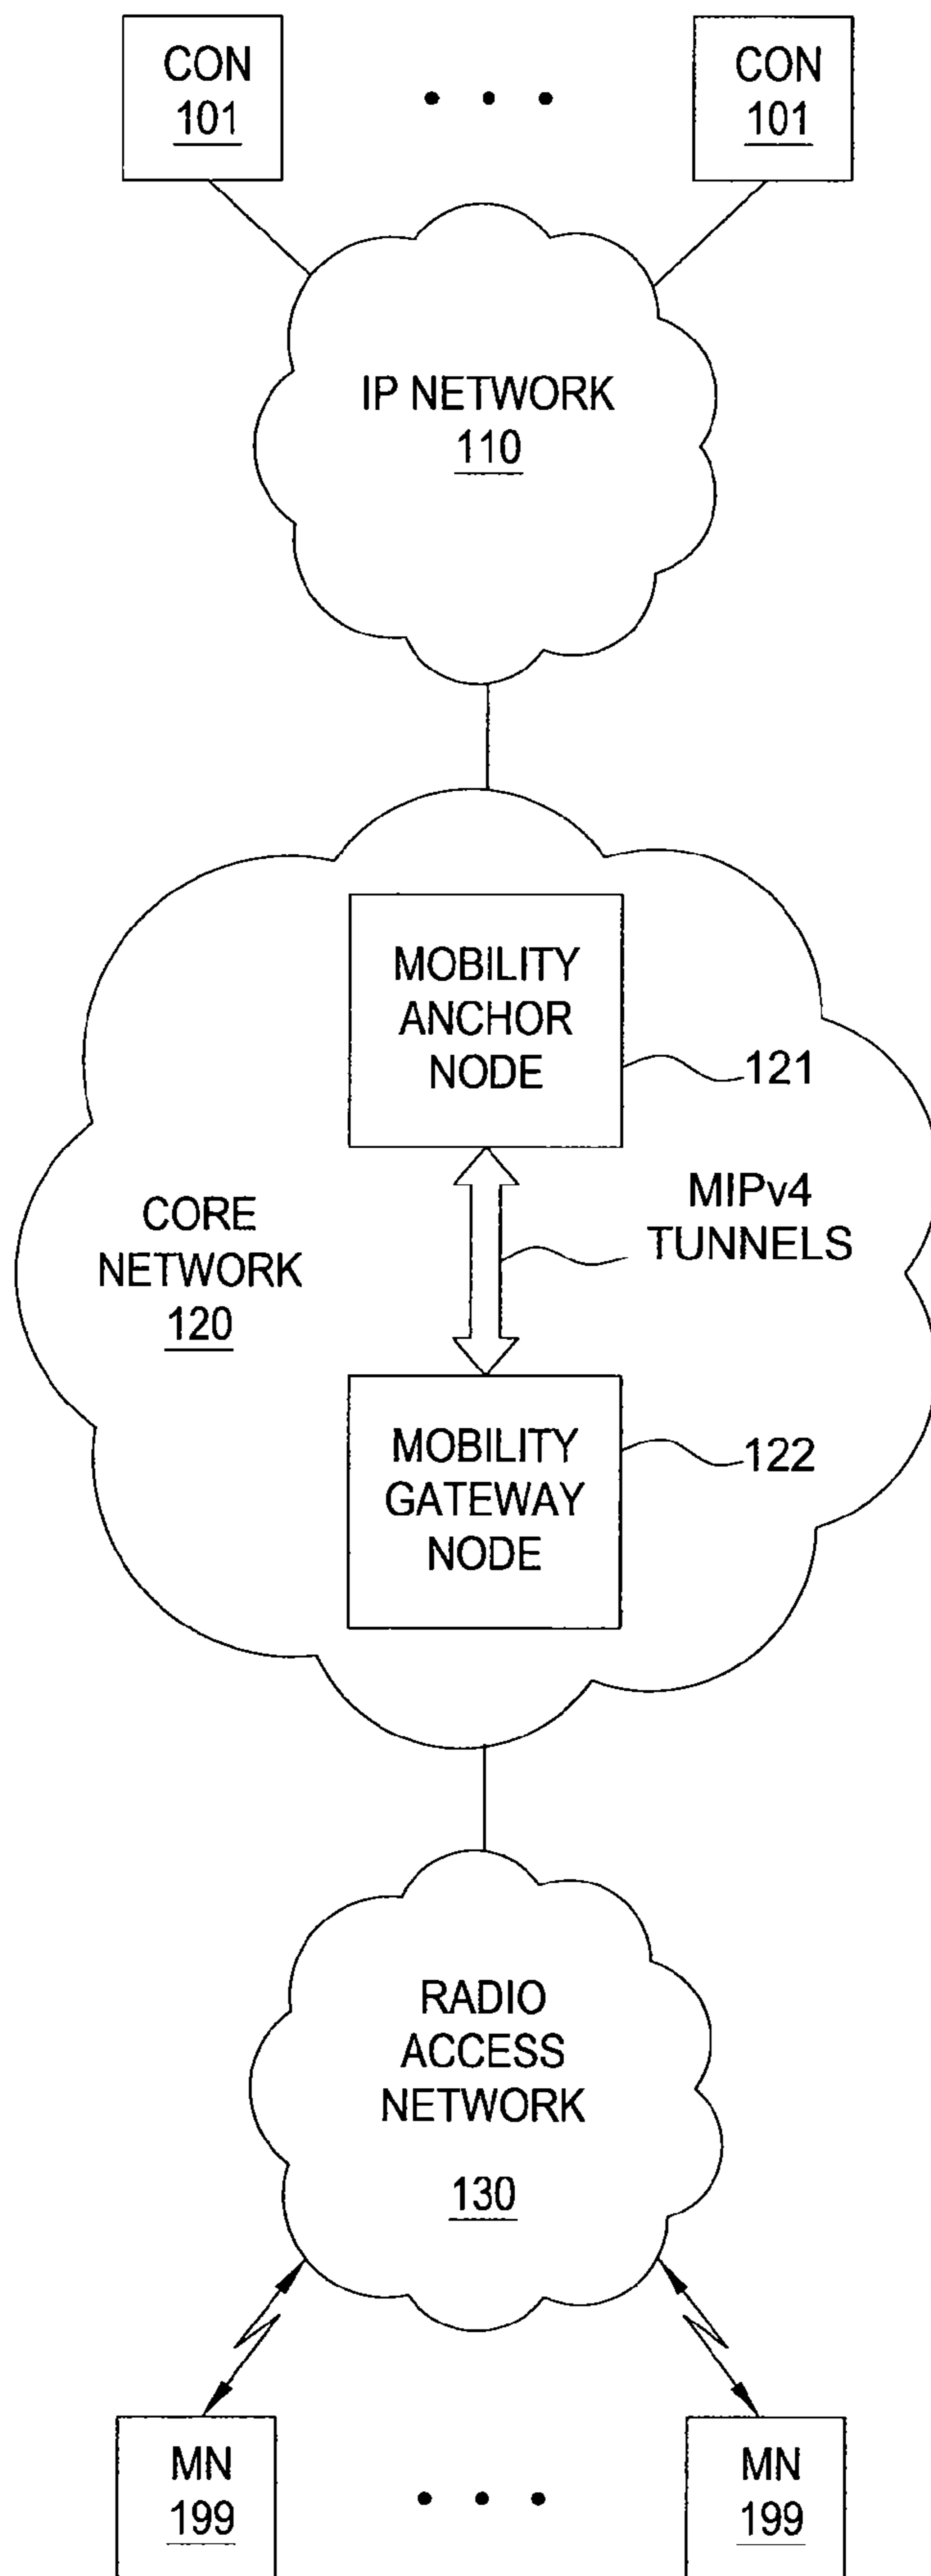 CON
101
CON
101
IP NETWORK
110
MOBILITY
ANCHOR
NODE
121
MIPv4
TUNNELS
CORE
NETWORK
120
MOBILITY
GATEWAY
NODE
122
RADIO
ACCESS
NETWORK
130
MN
199
MN
199